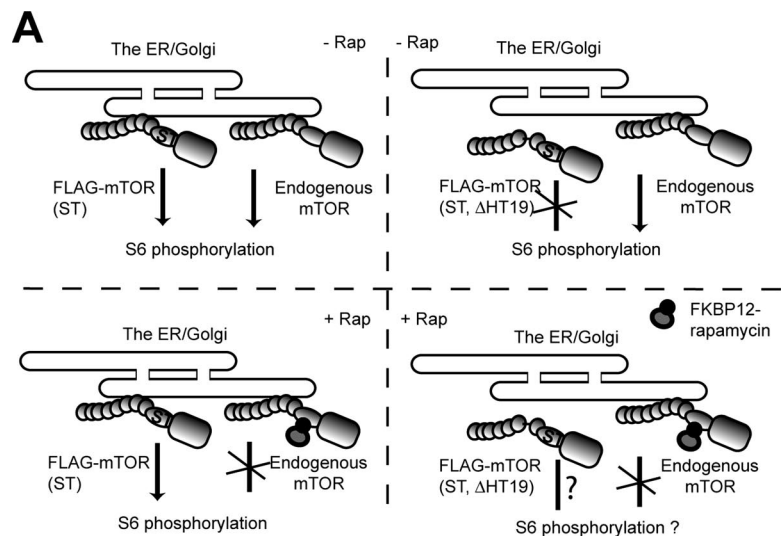 A
The ER/Golgi
- Rap
S
FLAG-mTOR
(ST)
Endogenous
mTOR
S6 phosphorylation
- Rap
The ER/Golgi
S
FLAG-mTOR
(ST, ΔHT19)
Endogenous
mTOR
S6 phosphorylation
+ Rap
The ER/Golgi
S
FLAG-mTOR
(ST)
Endogenous
mTOR
S6 phosphorylation
+ Rap
FKBP12-
rapamycin
The ER/Golgi
S
FLAG-mTOR
(ST, ΔHT19)
?
Endogenous
mTOR
S6 phosphorylation ?